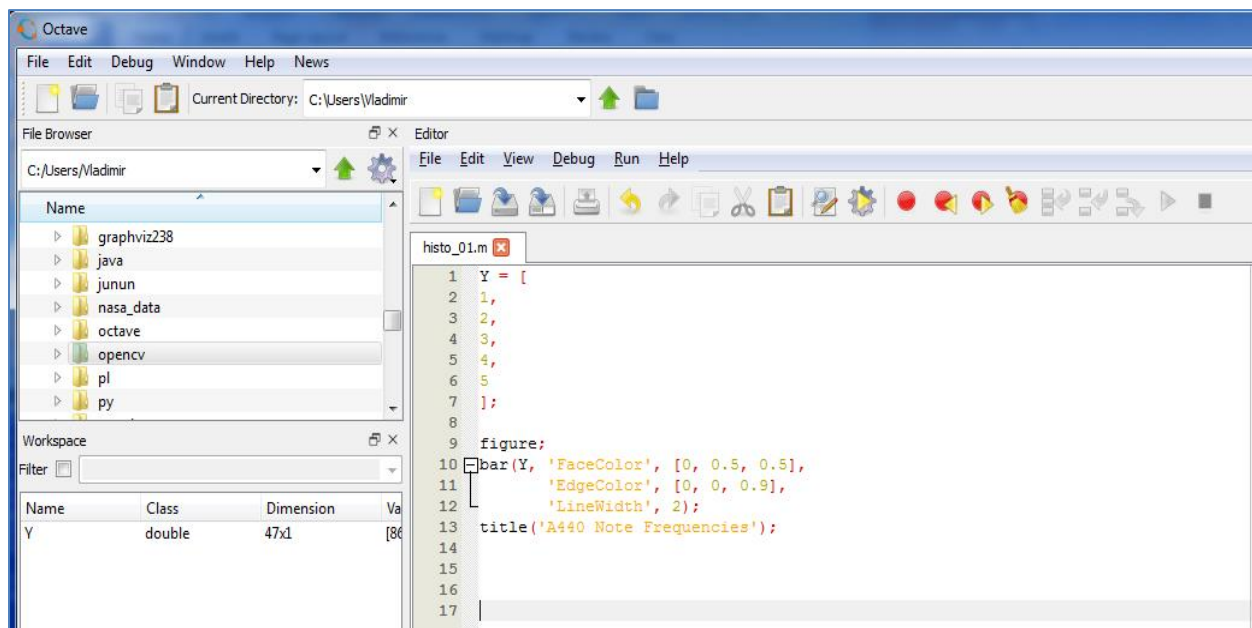 Octave
File Edit Debug Window Help News
Current Directory: C:\Users\Vladimir
File Browser
C:/Users/Vladimir
Name
graphviz238
java
junun
nasa_data
octave
opencv
pl
py
Workspace
Filter
Name Class Dimension Va
Y double 47x1 [86
Editor
File Edit View Debug Run Help
histo_01.m
1 Y = [
2 1,
3 2,
4 3,
5 4,
6 5
7 ];
8
9 figure;
10 bar(Y, 'FaceColor', [0, 0.5, 0.5],
11 'EdgeColor', [0, 0, 0.9],
12 'LineWidth', 2);
13 title('A440 Note Frequencies');
14
15
16
17